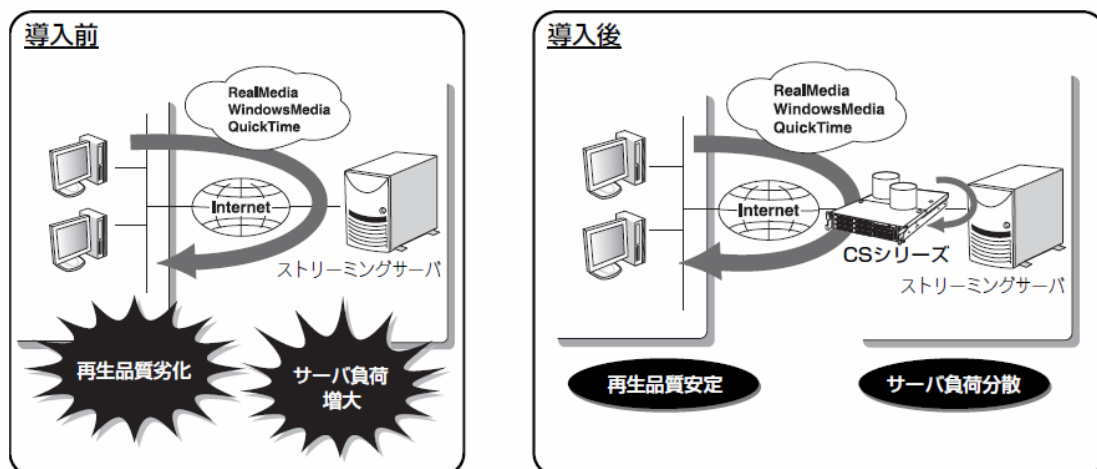 導入前
RealMedia
WindowsMedia
QuickTime
Internet
ストリーミングサーバ
再生品質劣化
サーバ負荷
増大
導入後
RealMedia
WindowsMedia
QuickTime
Internet
CSシリーズ
ストリーミングサーバ
再生品質安定
サーバ負荷分散